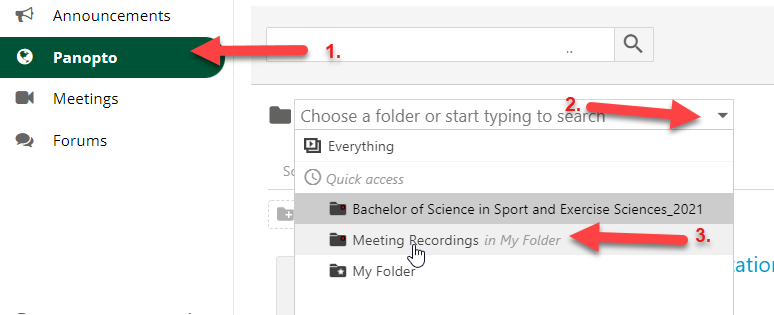 Announcements
Panopto
1.
Meetings
Forums
..
2.
Choose a folder or start typing to search
Everything
Quick access
Bachelor of Science in Sport and Exercise Sciences_2021
Meeting Recordings in My Folder
3.
My Folder